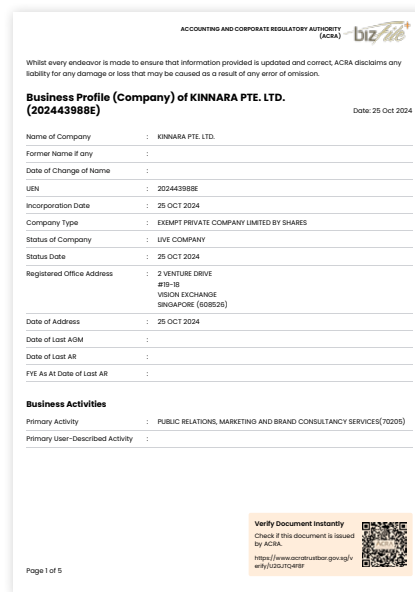 ACCOUNTING AND CORPORATE REGULATORY AUTHORITY
(ACRA)
bizfile+
Whilst every endeavor is made to ensure that information provided is updated and correct, ACRA disclaims any
liability for any damage or loss that may be caused as a result of any error of omission.
Business Profile (Company) of KINNARA PTE. LTD.
(202443988E)
Date: 25 Oct 2024
Name of Company : KINNARA PTE. LTD.
Former Name if any :
Date of Change of Name :
UEN : 202443988E
Incorporation Date : 25 OCT 2024
Company Type : EXEMPT PRIVATE COMPANY LIMITED BY SHARES
Status of Company : LIVE COMPANY
Status Date : 25 OCT 2024
Registered Office Address : 2 VENTURE DRIVE
#19-18
VISION EXCHANGE
SINGAPORE (608526)
Date of Address : 25 OCT 2024
Date of Last AGM :
Date of Last AR :
FYE As At Date of Last AR :
Business Activities
Primary Activity : PUBLIC RELATIONS, MARKETING AND BRAND CONSULTANCY SERVICES(70205)
Primary User-Described Activity :
Verify Document Instantly
Check if this document is issued
by ACRA.
https://www.acratrustbar.gov.sg/v
erify/U2GJTQ4FBF
ACRA
Page 1 of 5